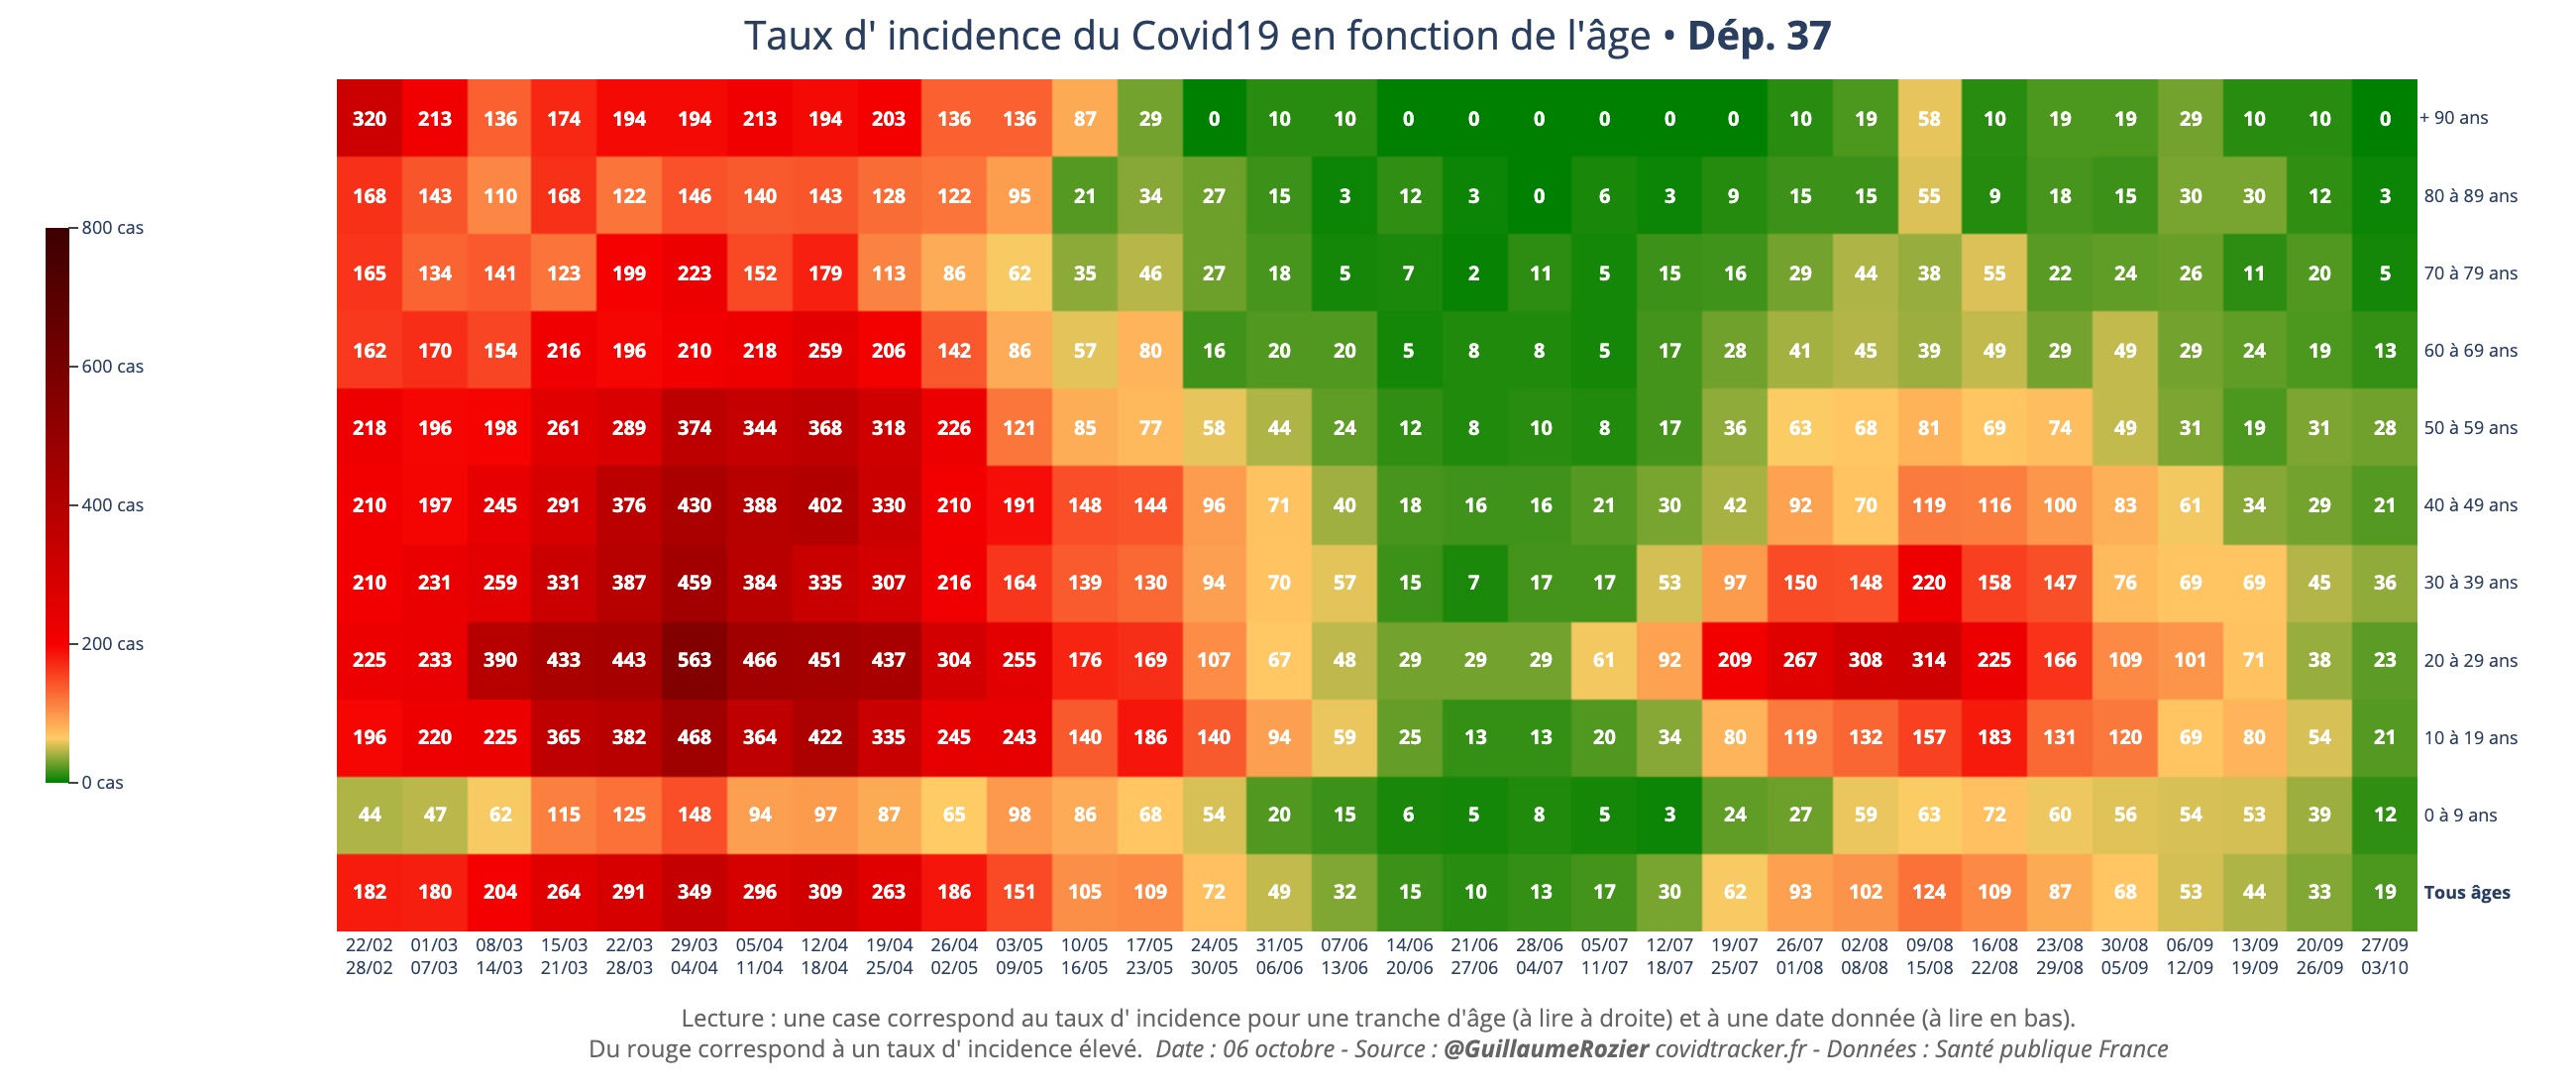 Taux d' incidence du Covid19 en fonction de l'âge • Dép. 37
320 213 136 174 194 194 213 194 203 136 136 87 29 0 10 10 0 0 0 0 0 0 10 19 58 10 19 19 29 10 10 0 + 90 ans
168 143 110 168 122 146 140 143 128 122 95 21 34 27 15 3 12 3 0 6 3 9 15 15 55 9 18 15 30 30 12 3 80 à 89 ans
800 cas
165 134 141 123 199 223 152 179 113 86 62 35 46 27 18 5 7 2 11 5 15 16 29 44 38 55 22 24 26 11 20 5 70 à 79 ans
162 170 154 216 196 210 218 259 206 142 86 57 80 16 20 20 5 8 8 5 17 28 41 45 39 49 29 49 29 24 19 13 60 à 69 ans
600 cas
218 196 198 261 289 374 344 368 318 226 121 85 77 58 44 24 12 8 10 8 17 36 63 68 81 69 74 49 31 19 31 28 50 à 59 ans
400 cas
210 197 245 291 376 430 388 402 330 210 191 148 144 96 71 40 18 16 16 21 30 42 92 70 119 116 100 83 61 34 29 21 40 à 49 ans
210 231 259 331 387 459 384 335 307 216 164 139 130 94 70 57 15 7 17 17 53 97 150 148 220 158 147 76 69 69 45 36 30 à 39 ans
200 cas
225 233 390 433 443 563 466 451 437 304 255 176 169 107 67 48 29 29 29 61 92 209 267 308 314 225 166 109 101 71 38 23 20 à 29 ans
196 220 225 365 382 468 364 422 335 245 243 140 186 140 94 59 25 13 13 20 34 80 119 132 157 183 131 120 69 80 54 21 10 à 19 ans
0 cas
44 47 62 115 125 148 94 97 87 65 98 86 68 54 20 15 6 5 8 5 3 24 27 59 63 72 60 56 54 53 39 12 0 à 9 ans
182 180 204 264 291 349 296 309 263 186 151 105 109 72 49 32 15 10 13 17 30 62 93 102 124 109 87 68 53 44 33 19 Tous âges
22/02 01/03 08/03 15/03 22/03 29/03 05/04 12/04 19/04 26/04 03/05 10/05 17/05 24/05 31/05 07/06 14/06 21/06 28/06 05/07 12/07 19/07 26/07 02/08 09/08 16/08 23/08 30/08 06/09 13/09 20/09 27/09
28/02 07/03 14/03 21/03 28/03 04/04 11/04 18/04 25/04 02/05 09/05 16/05 23/05 30/05 06/06 13/06 20/06 27/06 04/07 11/07 18/07 25/07 01/08 08/08 15/08 22/08 29/08 05/09 12/09 19/09 26/09 03/10
Lecture : une case correspond au taux d' incidence pour une tranche d'âge (à lire à droite) et à une date donnée (à lire en bas).
Du rouge correspond à un taux d' incidence élevé. Date : 06 octobre - Source : @GuillaumeRozier covidtracker.fr - Données : Santé publique France